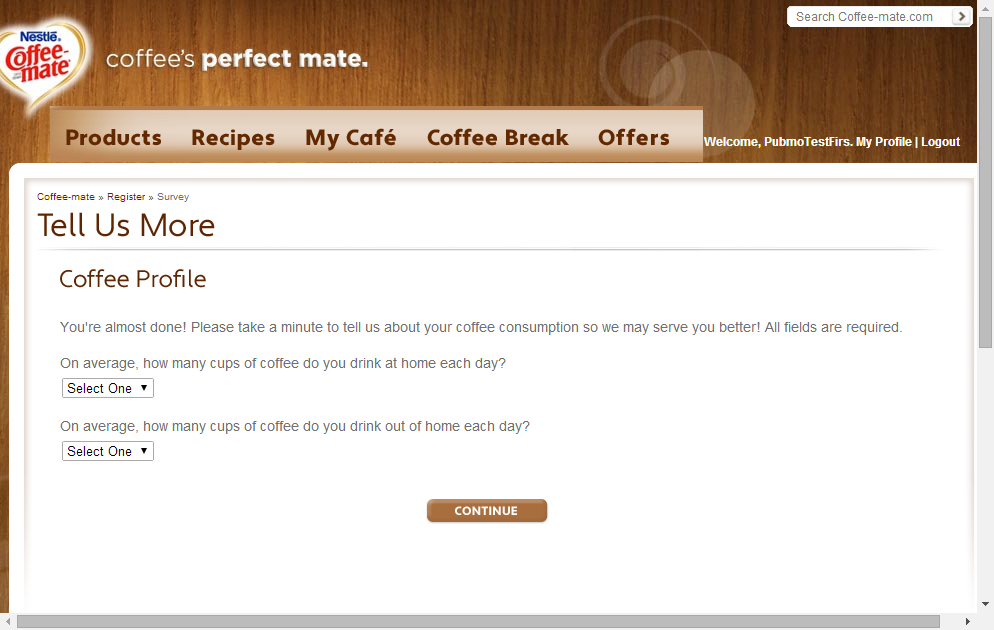 Search Coffee-mate.com
Nestlé®
Coffee-
mate
coffee's perfect mate.
Products Recipes My Café Coffee Break Offers
Welcome, PubmoTestFirs. My Profile | Logout
Coffee-mate » Register » Survey
Tell Us More
Coffee Profile
You're almost done! Please take a minute to tell us about your coffee consumption so we may serve you better! All fields are required.
On average, how many cups of coffee do you drink at home each day?
Select One
On average, how many cups of coffee do you drink out of home each day?
Select One
CONTINUE